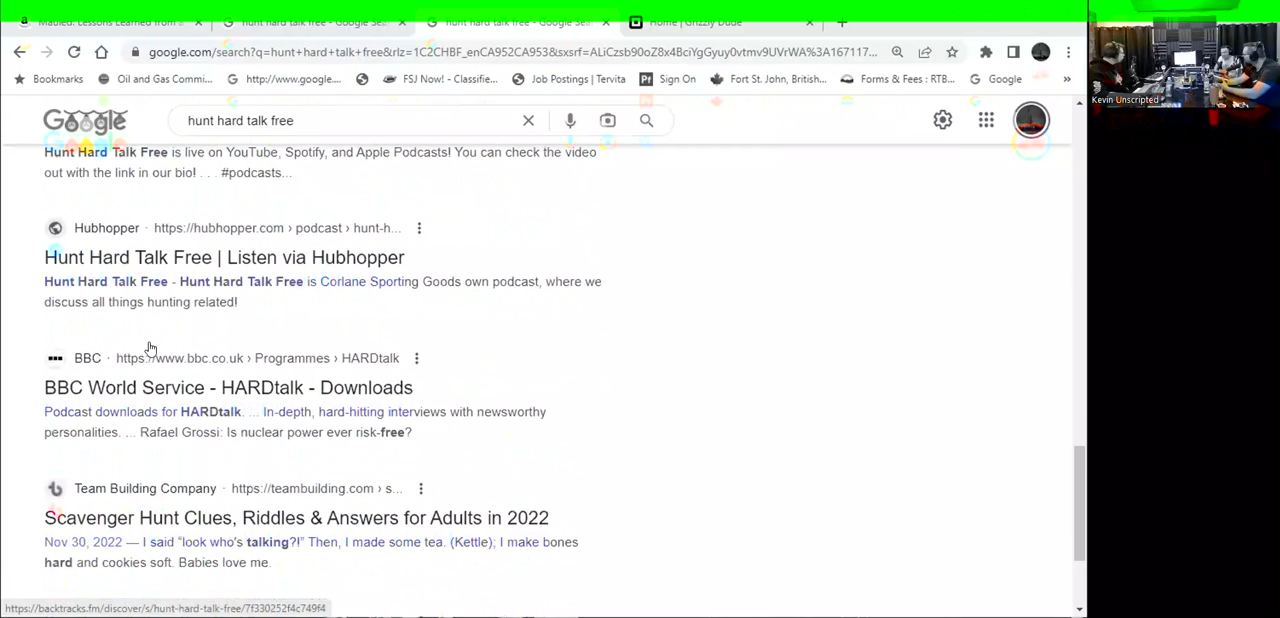 Mauled: Lessons Learned from a
hunt hard talk free - Google Sea
hunt hard talk free - Google Sea
Home | Grizzly Dude
google.com/search?q=hunt+hard+talk+free&rlz=1C2CHBF_enCA952CA953&sxsrf=ALiCzsb90oZ8x4BciYgGyuy0vtmv9UVrWA%3A167117...
Bookmarks
Oil and Gas Commi...
http://www.google....
FSJ Now! - Classifie...
Job Postings | Tervita
Sign On
Fort St. John, British...
Forms & Fees : RTB...
Google
»
Kevin Unscripted
Google
hunt hard talk free
Hunt Hard Talk Free is live on YouTube, Spotify, and Apple Podcasts! You can check the video
out with the link in our bio! . . . #podcasts...
Hubhopper · https://hubhopper.com › podcast › hunt-h...
Hunt Hard Talk Free | Listen via Hubhopper
Hunt Hard Talk Free - Hunt Hard Talk Free is Corlane Sporting Goods own podcast, where we
discuss all things hunting related!
BBC · https://www.bbc.co.uk › Programmes › HARDtalk
BBC World Service - HARDtalk - Downloads
Podcast downloads for HARDtalk. ... In-depth, hard-hitting interviews with newsworthy
personalities. ... Rafael Grossi: Is nuclear power ever risk-free?
Team Building Company · https://teambuilding.com › s...
Scavenger Hunt Clues, Riddles & Answers for Adults in 2022
Nov 30, 2022 — I said “look who's talking?!” Then, I made some tea. (Kettle); I make bones
hard and cookies soft. Babies love me.
https://backtracks.fm/discover/s/hunt-hard-talk-free/7f330252f4c749f4